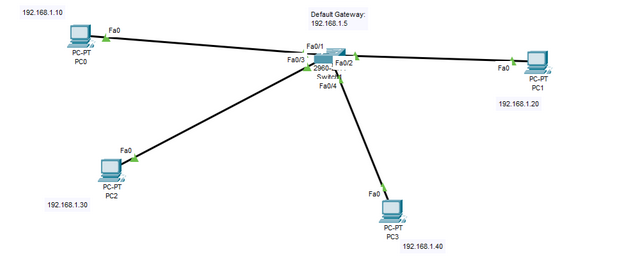 192.168.1.10
Fa0
PC-PT
PC0
Default Gateway:
192.168.1.5
Fa0/1
Fa0/3
Fa0/2
2960
Fa0/4
Fa0
PC-PT
PC1
192.168.1.20
Fa0
PC-PT
PC2
192.168.1.30
Fa0
PC-PT
PC3
192.168.1.40